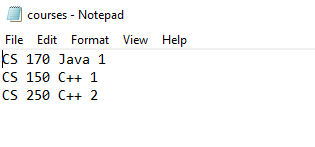 courses - Notepad
File Edit Format View Help
CS 170 Java 1
CS 150 C++ 1
CS 250 C++ 2